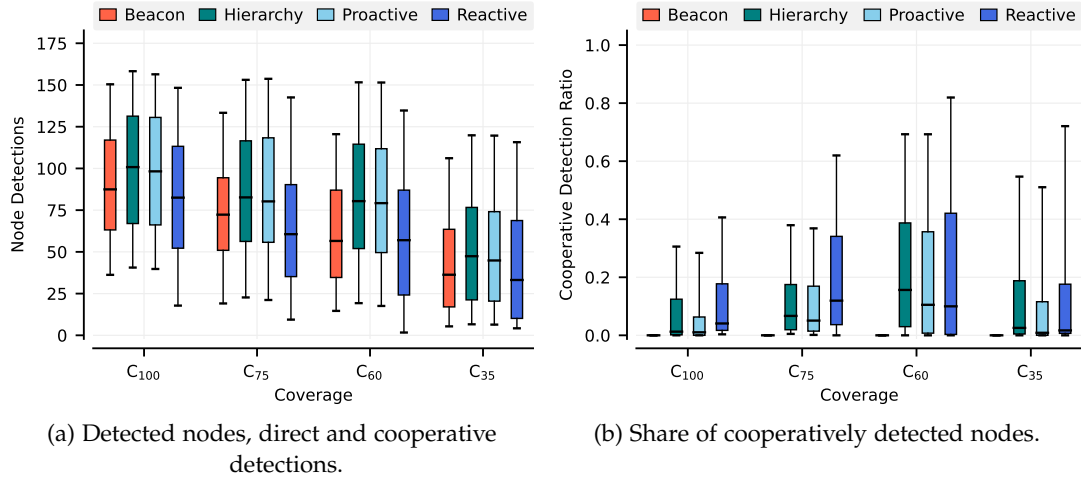 Beacon Hierarchy Proactive Reactive
175
150
125
100
75
50
25
0
Node Detections
C₁₀₀ C₇₅ C₆₀ C₃₅
Coverage
(a) Detected nodes, direct and cooperative
detections.
Beacon Hierarchy Proactive Reactive
1.0
0.8
0.6
0.4
0.2
0.0
Cooperative Detection Ratio
C₁₀₀ C₇₅ C₆₀ C₃₅
Coverage
(b) Share of cooperatively detected nodes.